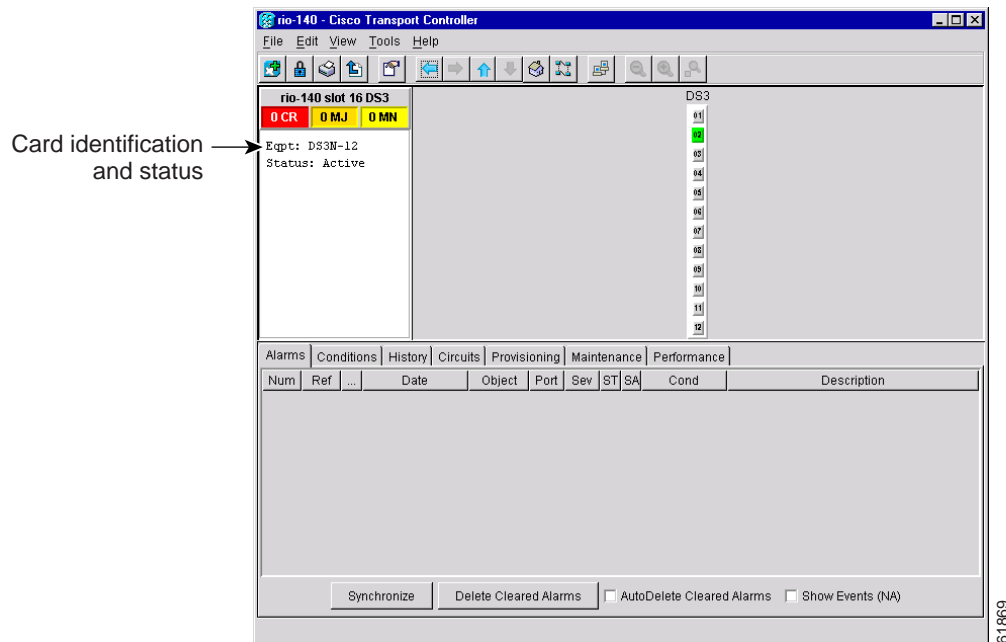 rio-140 - Cisco Transport Controller
File Edit View Tools Help
rio-140 slot 16 DS3
0 CR 0 MJ 0 MN
Card identification
and status
Eqpt: DS3N-12
Status: Active
DS3
01
02
03
04
05
06
07
08
09
10
11
12
Alarms Conditions History Circuits Provisioning Maintenance Performance
Num Ref ... Date Object Port Sev ST SA Cond Description
Synchronize Delete Cleared Alarms AutoDelete Cleared Alarms Show Events (NA)
61869